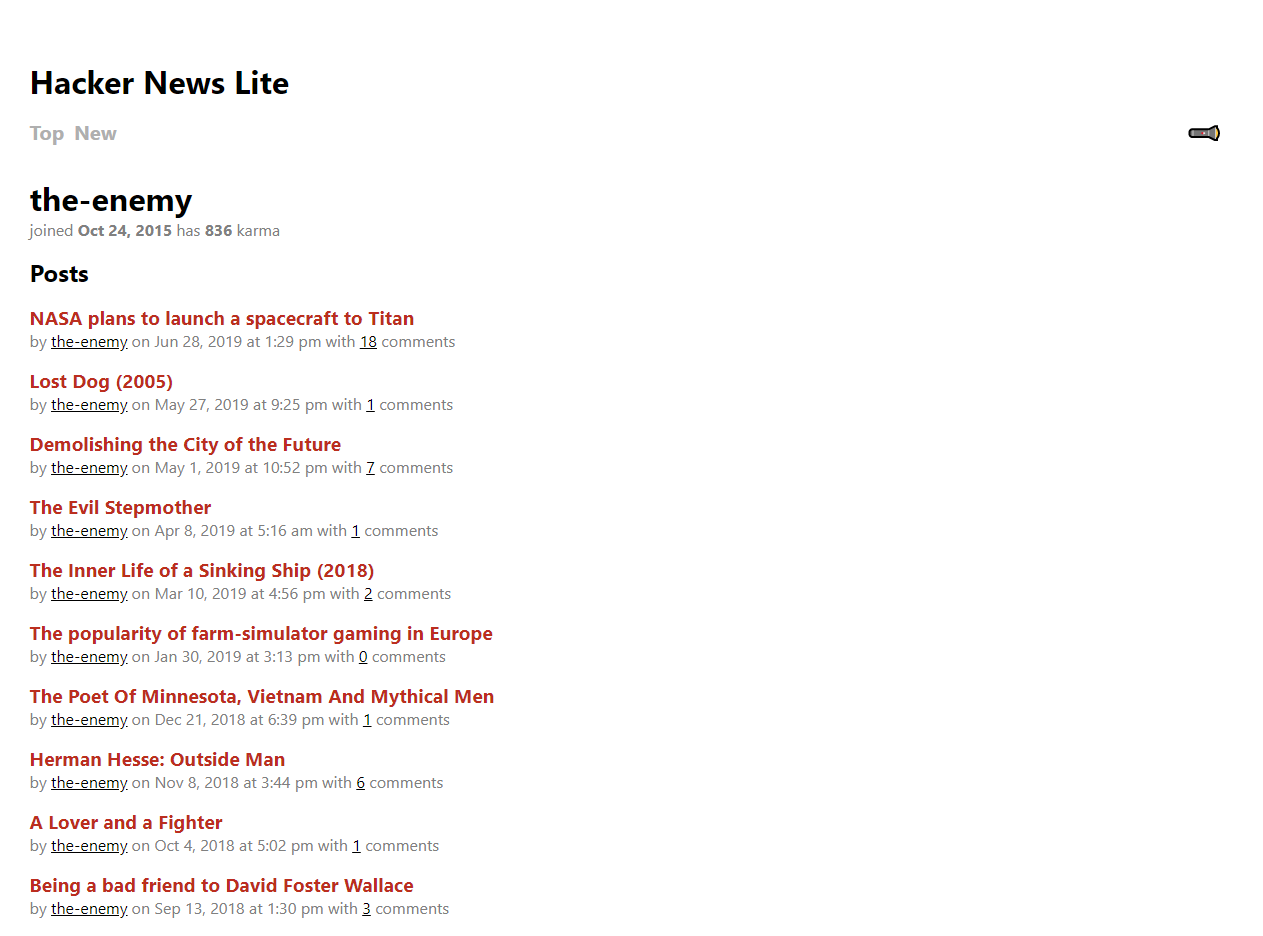 Hacker News Lite
Top New
the-enemy
joined Oct 24, 2015 has 836 karma
Posts
NASA plans to launch a spacecraft to Titan
by the-enemy on Jun 28, 2019 at 1:29 pm with 18 comments
Lost Dog (2005)
by the-enemy on May 27, 2019 at 9:25 pm with 1 comments
Demolishing the City of the Future
by the-enemy on May 1, 2019 at 10:52 pm with 7 comments
The Evil Stepmother
by the-enemy on Apr 8, 2019 at 5:16 am with 1 comments
The Inner Life of a Sinking Ship (2018)
by the-enemy on Mar 10, 2019 at 4:56 pm with 2 comments
The popularity of farm-simulator gaming in Europe
by the-enemy on Jan 30, 2019 at 3:13 pm with 0 comments
The Poet Of Minnesota, Vietnam And Mythical Men
by the-enemy on Dec 21, 2018 at 6:39 pm with 1 comments
Herman Hesse: Outside Man
by the-enemy on Nov 8, 2018 at 3:44 pm with 6 comments
A Lover and a Fighter
by the-enemy on Oct 4, 2018 at 5:02 pm with 1 comments
Being a bad friend to David Foster Wallace
by the-enemy on Sep 13, 2018 at 1:30 pm with 3 comments